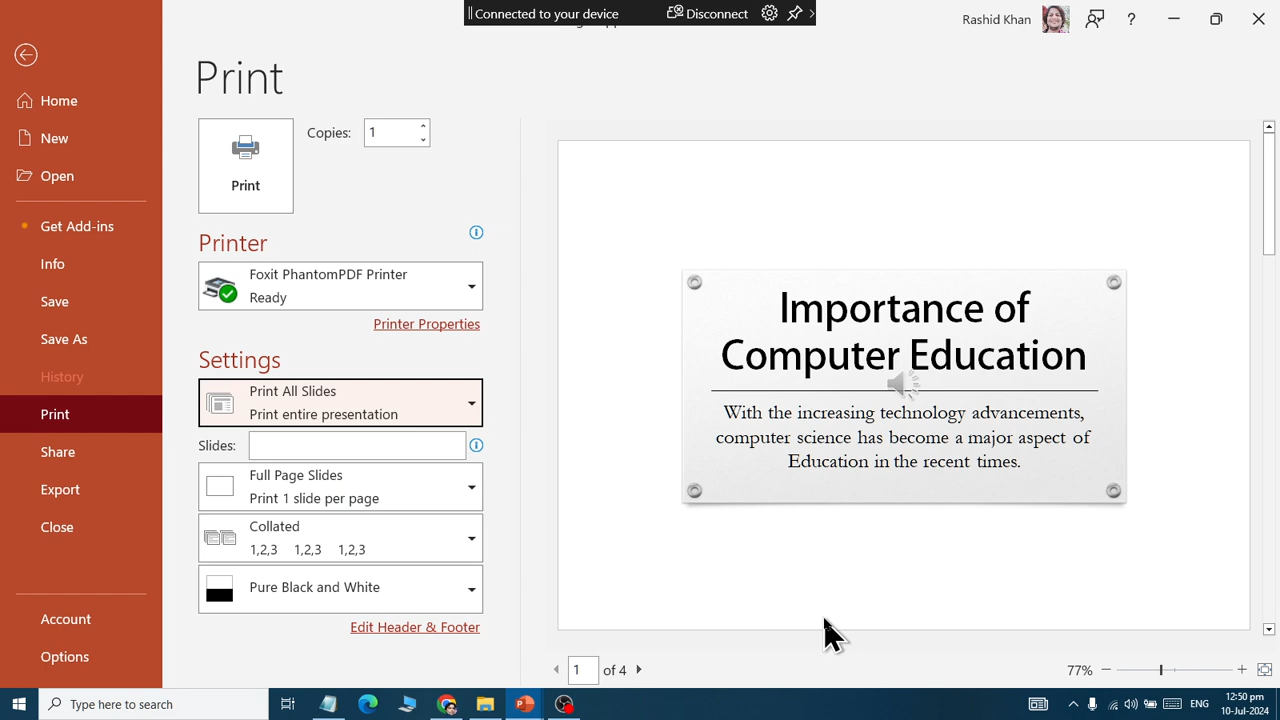 Connected to your device
Disconnect
Rashid Khan
?
Print
Home
New
Open
Get Add-ins
Info
Save
Save As
History
Print
Share
Export
Close
Account
Options
Print
Copies: 1
Printer
Foxit PhantomPDF Printer
Ready
Printer Properties
Settings
Print All Slides
Print entire presentation
Slides:
Full Page Slides
Print 1 slide per page
Collated
1,2,3 1,2,3 1,2,3
Pure Black and White
Edit Header & Footer
Importance of
Computer Education
With the increasing technology advancements,
computer science has become a major aspect of
Education in the recent times.
1 of 4
77%
Type here to search
ENG
12:50 pm
10-Jul-2024